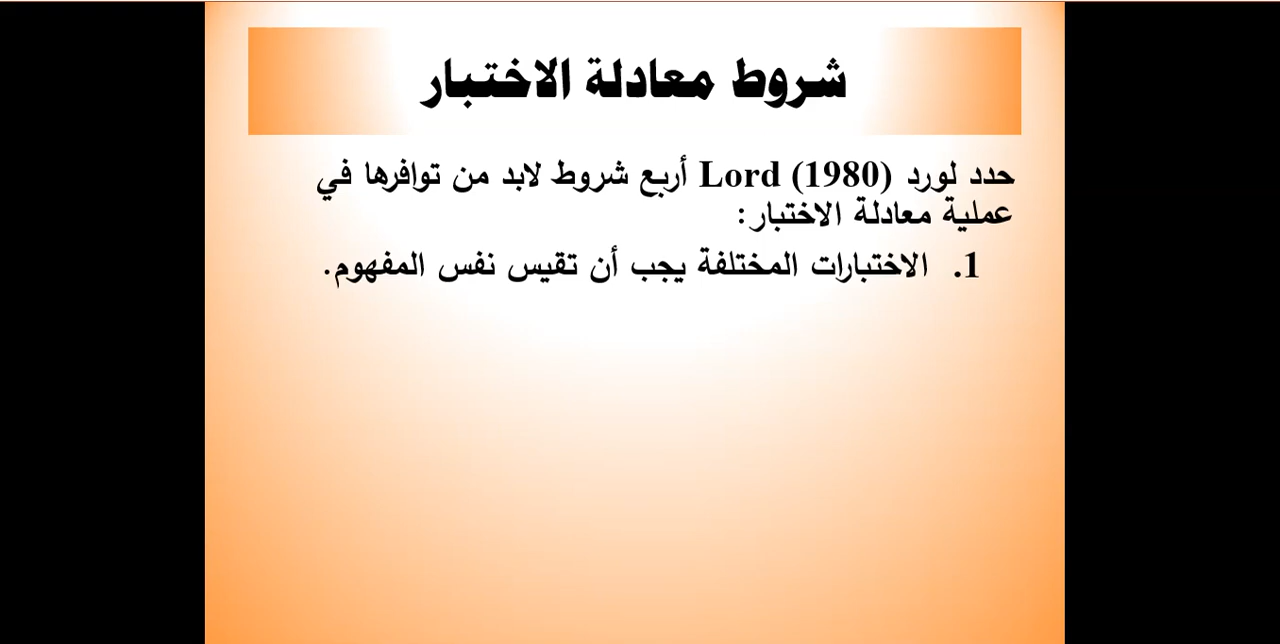 شروط معادلة الاختبار
حدد لورد Lord (1980) أربع شروط لابد من توافرها في
عملية معادلة الاختبار:
1. الاختبارات المختلفة يجب أن تقيس نفس المفهوم.